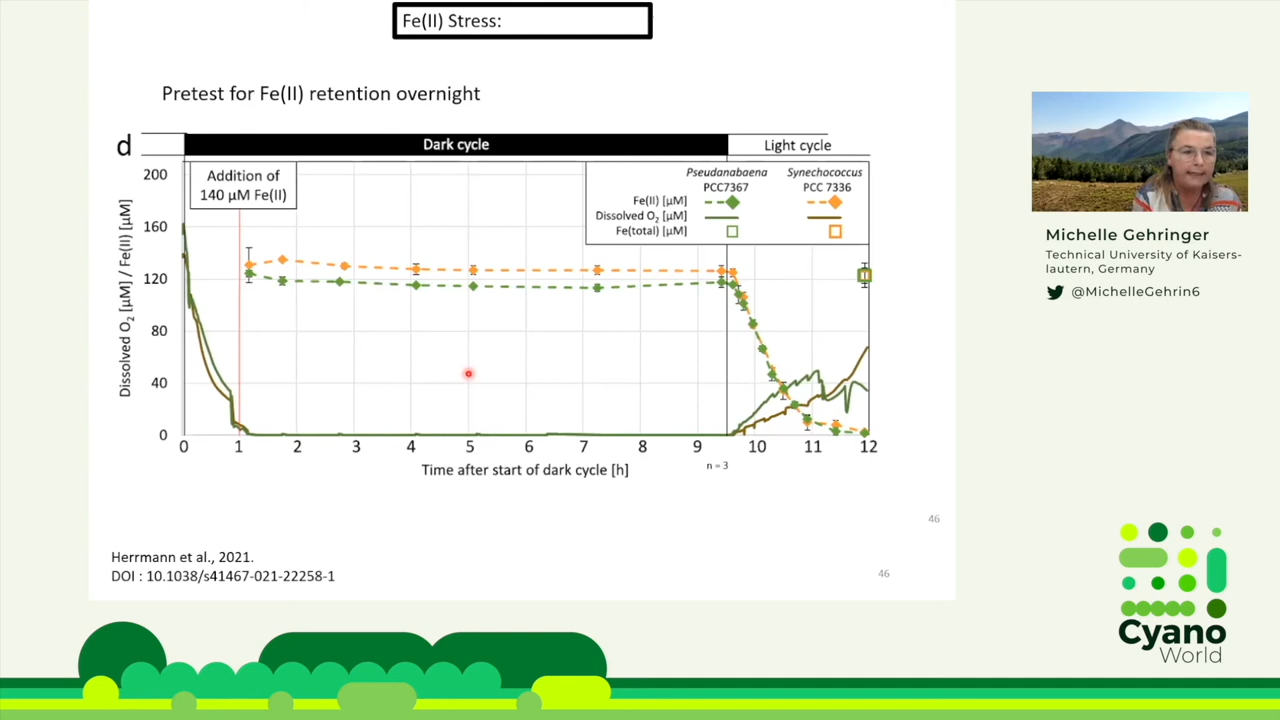 Fe(II) Stress:
Pretest for Fe(II) retention overnight
d
Dark cycle
Light cycle
Addition of
140 µM Fe(II)
Pseudanabaena
PCC7367
Synechococcus
PCC 7336
Fe(II) [µM]
Dissolved O₂ [µM]
Fe(total) [µM]
Dissolved O₂ [µM] / Fe(II) [µM]
200
160
120
80
40
0
0 1 2 3 4 5 6 7 8 9 10 11 12
Time after start of dark cycle [h]
n = 3
46
Herrmann et al., 2021.
DOI : 10.1038/s41467-021-22258-1
46
Michelle Gehringer
Technical University of Kaisers-
lautern, Germany
@MichelleGehrin6
Cyano
World